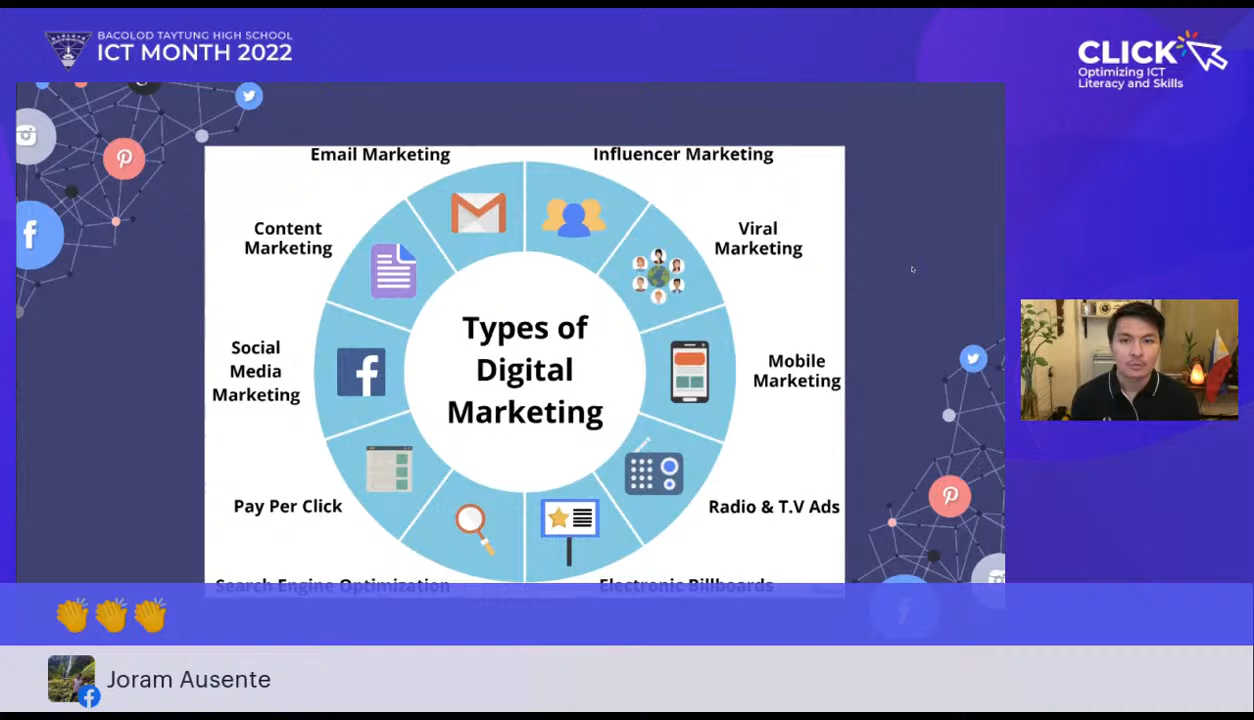 BACOLOD TAYTUNG HIGH SCHOOL
ICT MONTH 2022
CLICK
Optimizing ICT
Literacy and Skills
Email Marketing
Influencer Marketing
Content
Marketing
Viral
Marketing
Social
Media
Marketing
Types of
Digital
Marketing
Mobile
Marketing
Pay Per Click
Radio & T.V Ads
Search Engine Optimization
Electronic Billboards
Joram Ausente